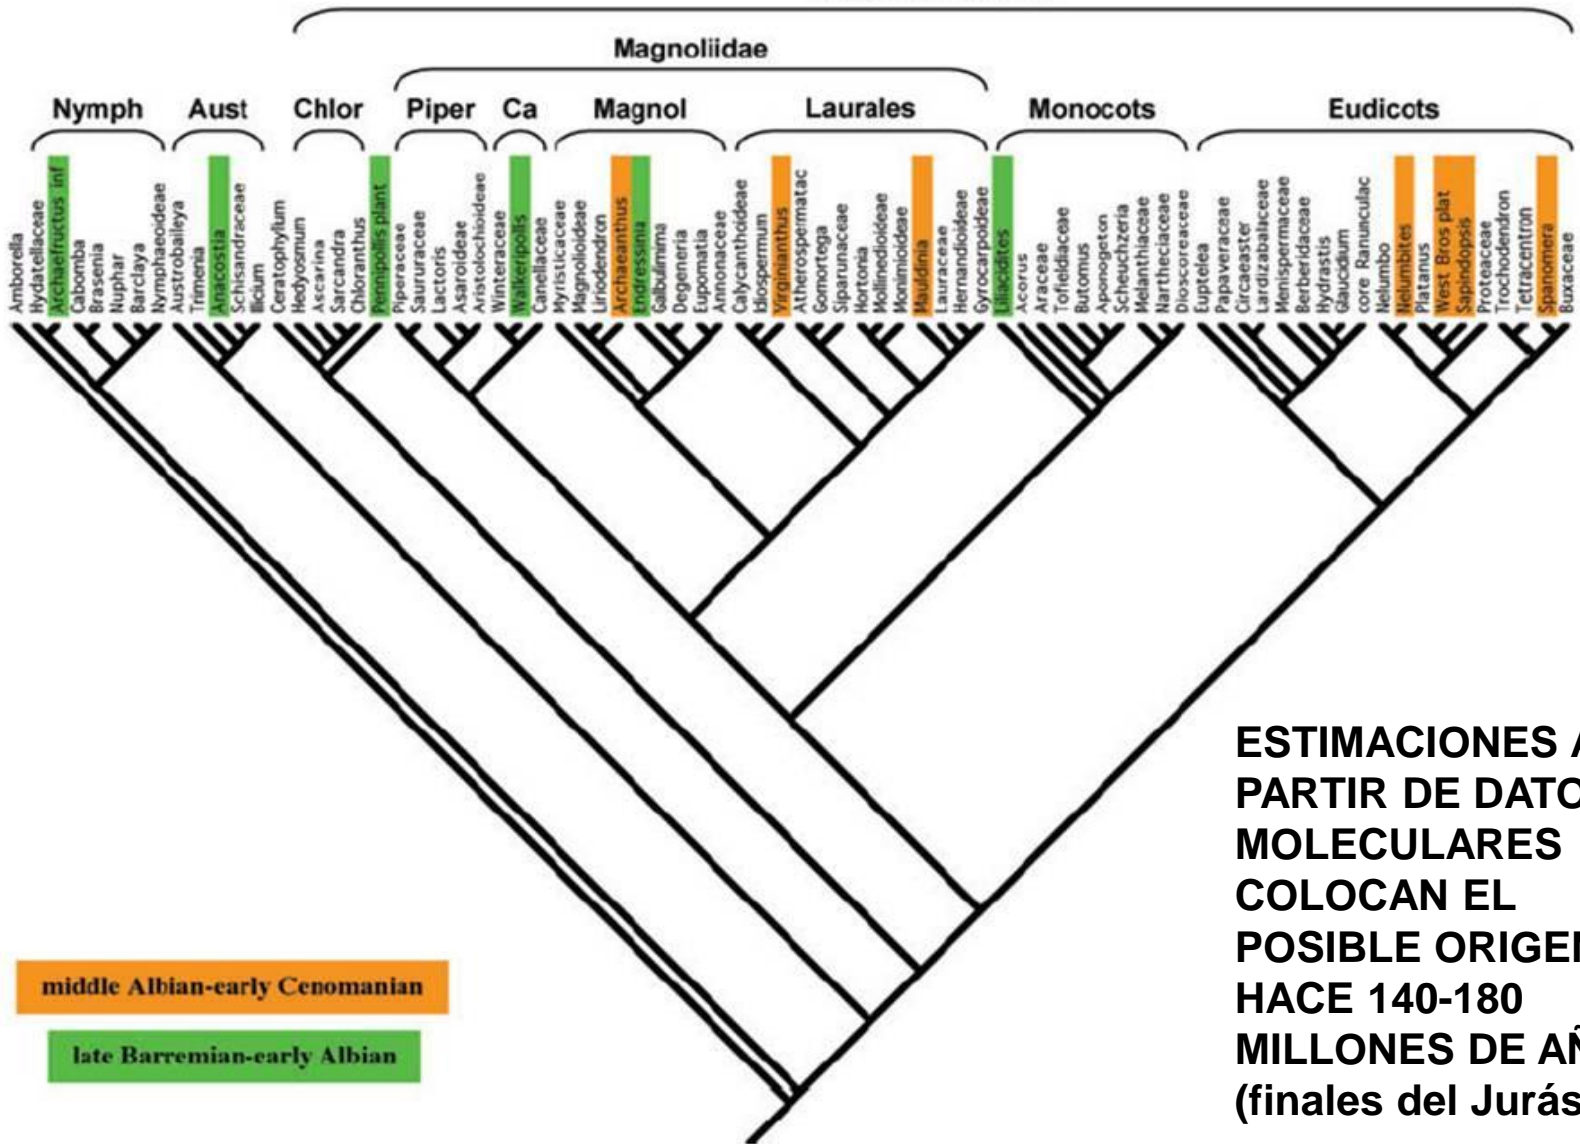 Magnoliidae
Nymph Aust Chlor Piper Ca Magnol Laurales Monocots Eudicots
Amborella
Hydatellaceae
Archaefructus inf
Cabomba
Brasenia
Nuphar
Barclaya
Nymphaeoideae
Austrobaileya
Trimenia
Anacostia
Schisandraceae
Illicium
Ceratophyllum
Hedyosmum
Ascarina
Sarcandra
Chloranthus
Pennipollis plant
Piperaceae
Saururaceae
Lactoris
Asaroideae
Aristolochioideae
Winteraceae
Walkeripollis
Canellaceae
Myristicaceae
Magnolioideae
Liriodendron
Archaeanthus
Endressinia
Galbulimima
Degeneria
Eupomatia
Annonaceae
Calycanthoideae
Idiospermum
Virginianthus
Atherospermatac
Gomortega
Siparunaceae
Hortonia
Mollinedioideae
Monimioideae
Mauldinia
Lauraceae
Hernandioideae
Gyrocarpoideae
Liliacidites
Acorus
Araceae
Tofieldiaceae
Butomus
Aponogeton
Scheuchzeria
Melanthiaceae
Nartheciaceae
Dioscoreaceae
Euptelea
Papaveraceae
Circaeaster
Lardizabalaceae
Menispermaceae
Berberidaceae
Hydrastis
Glaucidium
core Ranunculac
Nelumbo
Nelumbites
Platanus
West Bros plat
Sapindopsis
Proteaceae
Trochodendron
Tetracentron
Spanomera
Buxaceae
middle Albian-early Cenomanian
late Barremian-early Albian
ESTIMACIONES A
PARTIR DE DATO
MOLECULARES
COLOCAN EL
POSIBLE ORIGEN
HACE 140-180
MILLONES DE AÑ
(finales del Jurás